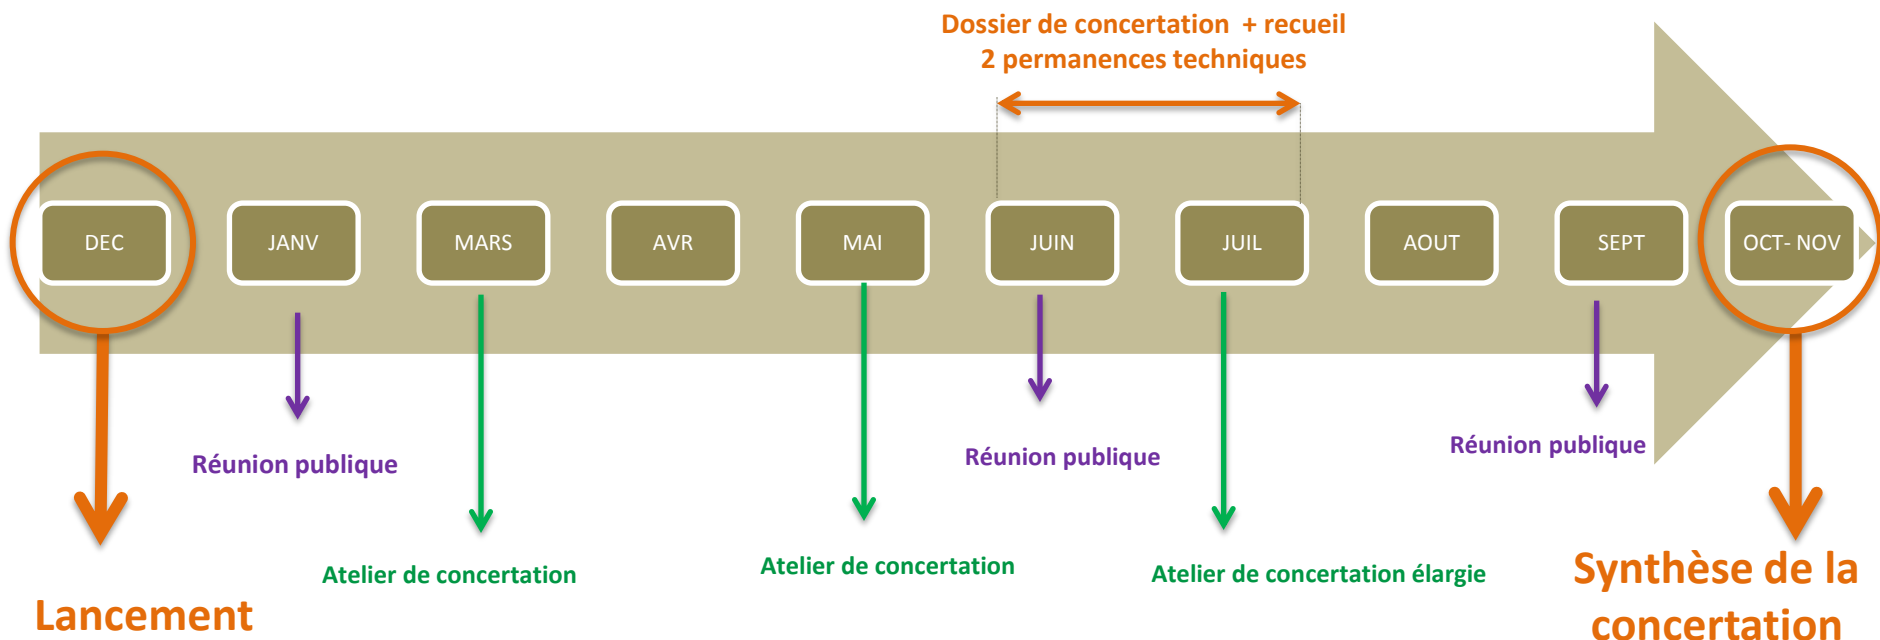 Dossier de concertation + recueil
2 permanences techniques
DEC
JANV
MARS
AVR
MAI
JUIN
JUIL
AOUT
SEPT
OCT- NOV
Réunion publique
Réunion publique
Réunion publique
Atelier de concertation
Atelier de concertation
Atelier de concertation élargie
Lancement
Synthèse de la
concertation